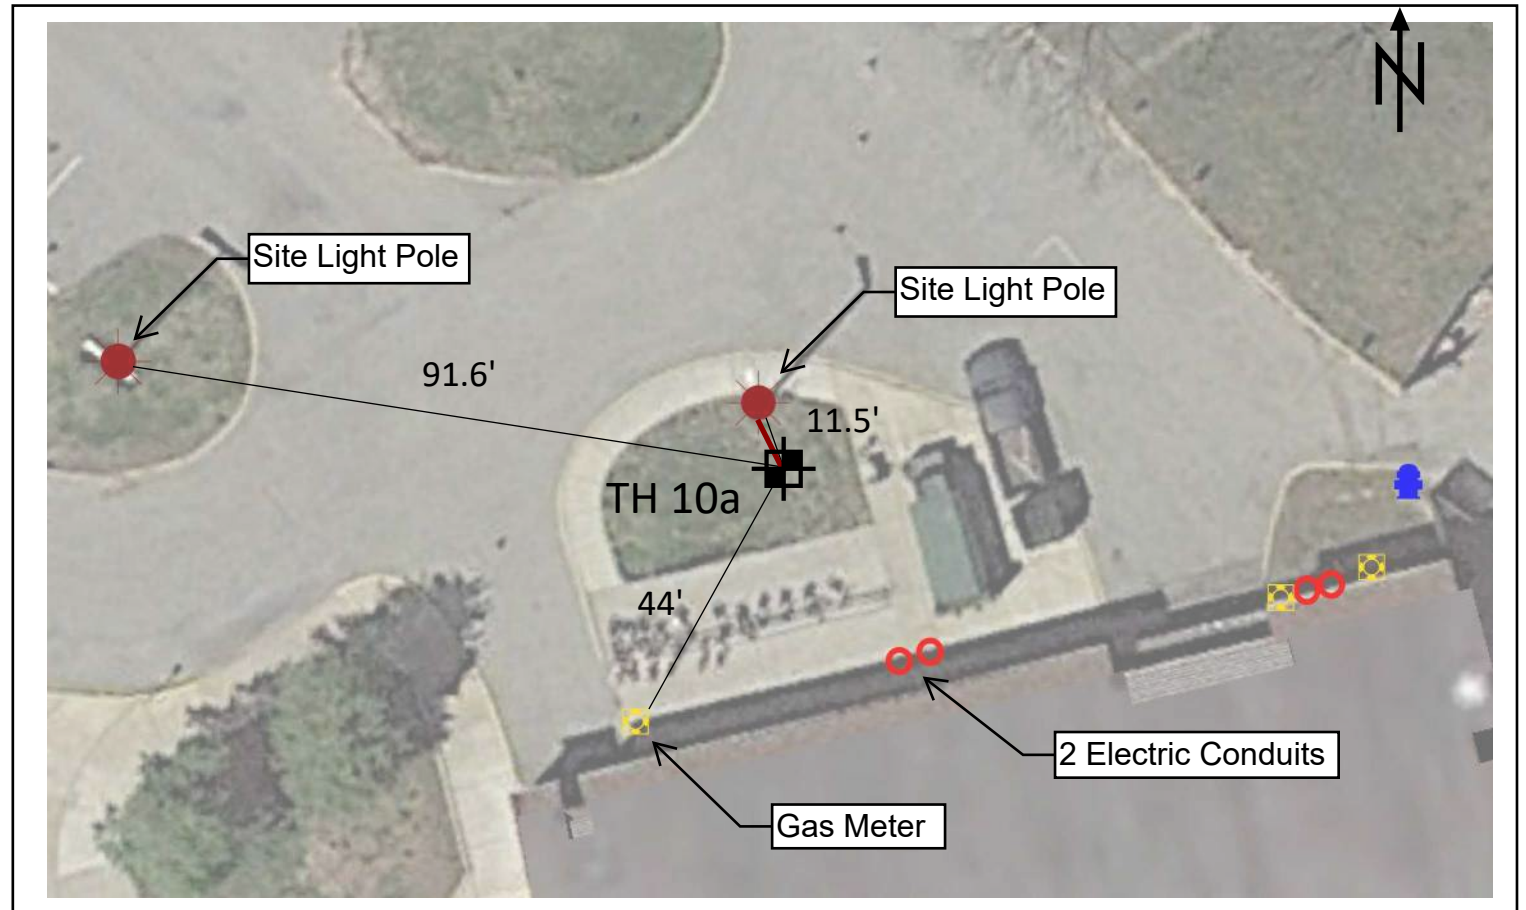 N
Site Light Pole
Site Light Pole
91.6'
11.5'
TH 10a
44'
2 Electric Conduits
Gas Meter